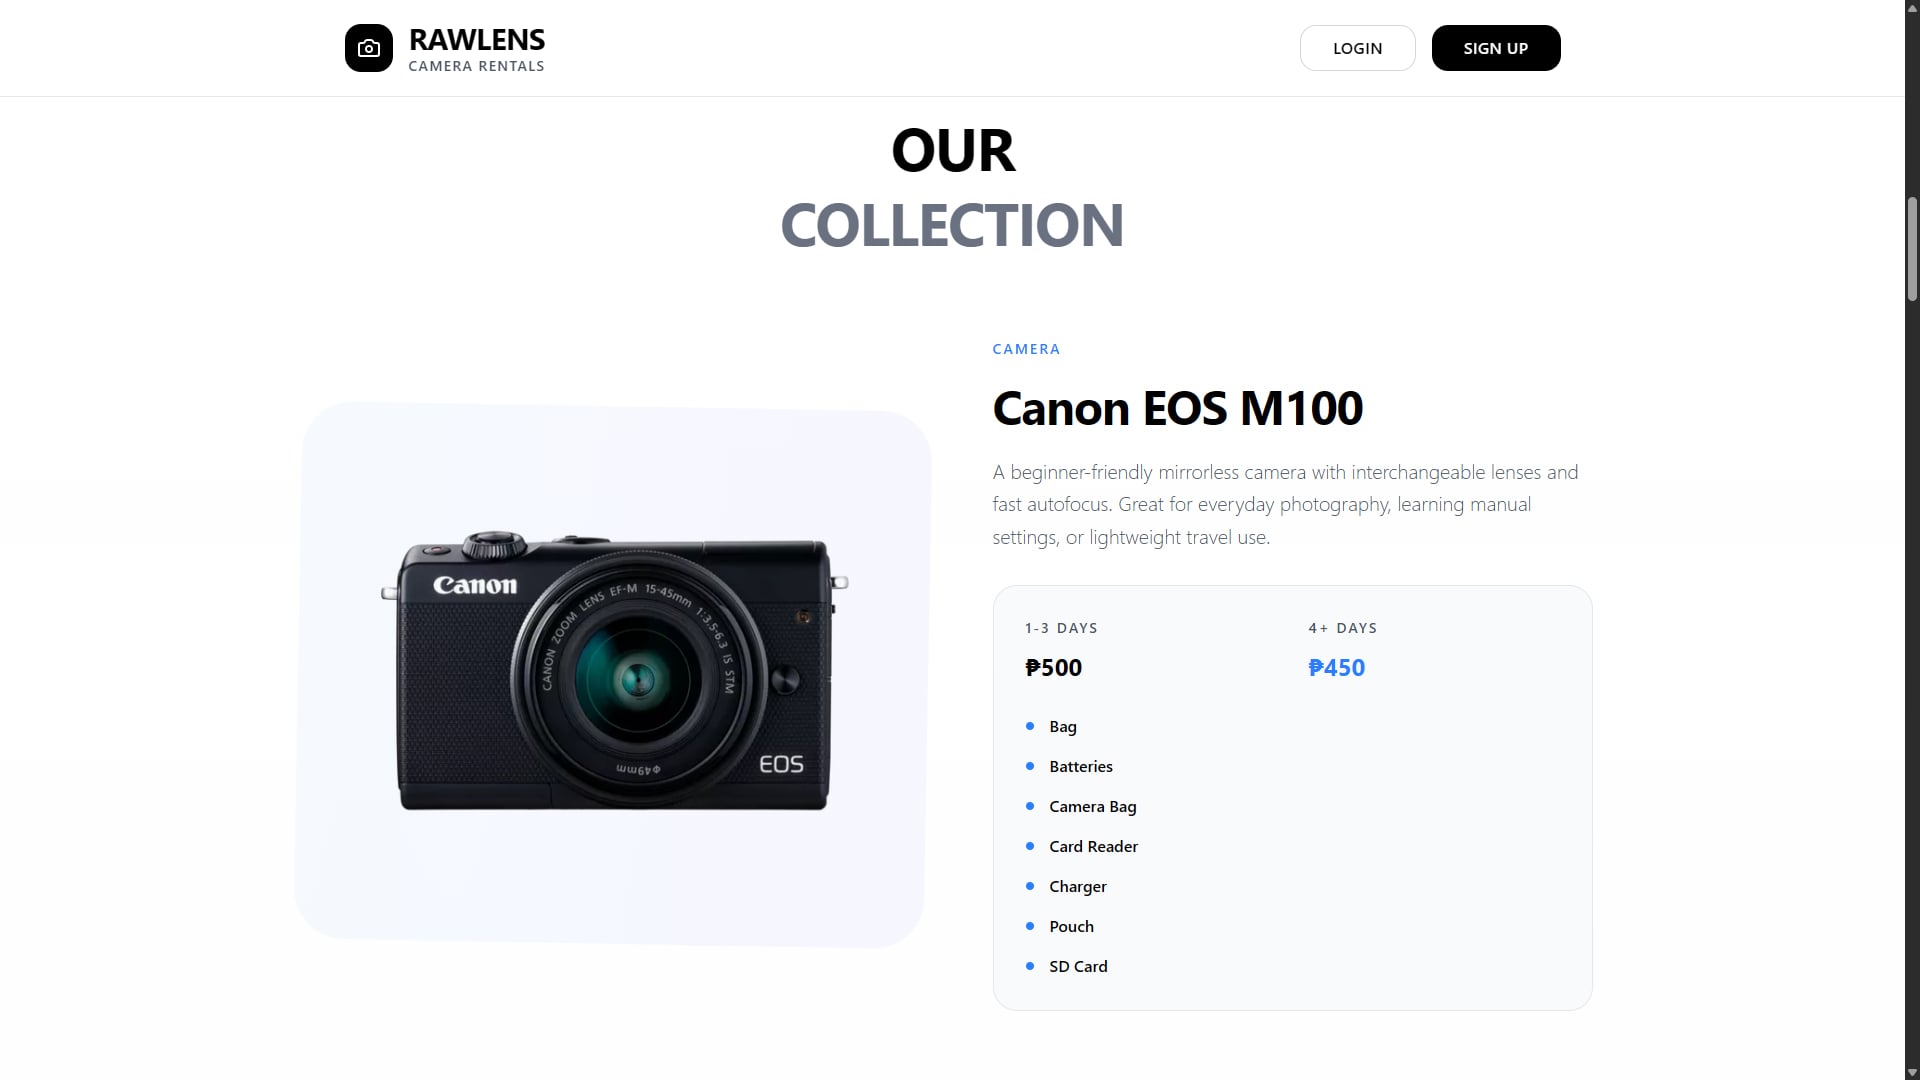 RAWLENS
CAMERA RENTALS
LOGIN
SIGN UP
OUR
COLLECTION
CAMERA
Canon EOS M100
A beginner-friendly mirrorless camera with interchangeable lenses and
fast autofocus. Great for everyday photography, learning manual
settings, or lightweight travel use.
Canon
CANON ZOOM LENS EF-M 15-45mm 1:3.5-6.3 IS STM
Φ49mm
EOS
1-3 DAYS
₱500
4+ DAYS
₱450
Bag
Batteries
Camera Bag
Card Reader
Charger
Pouch
SD Card